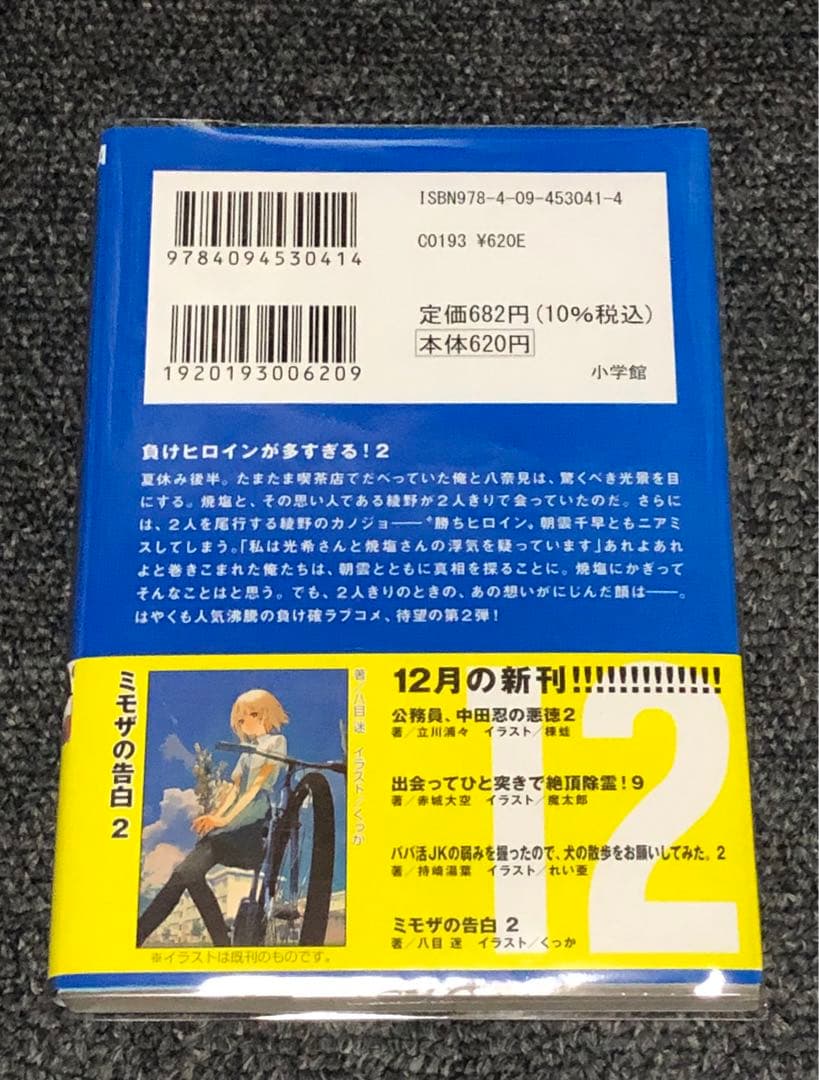 ISBN978-4-09-453041-4
9784094530414
C0193 ¥620E
定価682円(10%税込)
本体620円
1920193006209
小学館
負けヒロインが多すぎる!2
夏休み後半。たまたま喫茶店でだべっていた俺と八奈見は、驚くべき光景を目
にする。焼塩と、その思い人である綾野が2人きりで会っていたのだ。さらに
は、2人を尾行する綾野のカノジョ――〝勝ちヒロイン〟朝雲千早ともニアミ
スしてしまう。「私は光希さんと焼塩さんの浮気を疑っています」あれよあれ
よと巻きこまれた俺たちは、朝雲とともに真相を探ることに。焼塩にかぎって
そんなことはと思う。でも、2人きりのときの、あの想いがにじんだ顔は――。
はやくも人気沸騰の負け確ラブコメ、待望の第2弾!
ミモザの告白 2
著/八目 迷 イラスト/くっか
※イラストは既刊のものです。
12
12月の新刊!!!!!!!!!!!!!
公務員、中田忍の悪徳2
著/立川浦々 イラスト/棟蛙
出会ってひと突きで絶頂除霊!9
著/赤城大空 イラスト/魔太郎
パパ活JKの弱みを握ったので、犬の散歩をお願いしてみた。2
著/持崎湯葉 イラスト/れい亜
ミモザの告白 2
著/八目 迷 イラスト/くっか